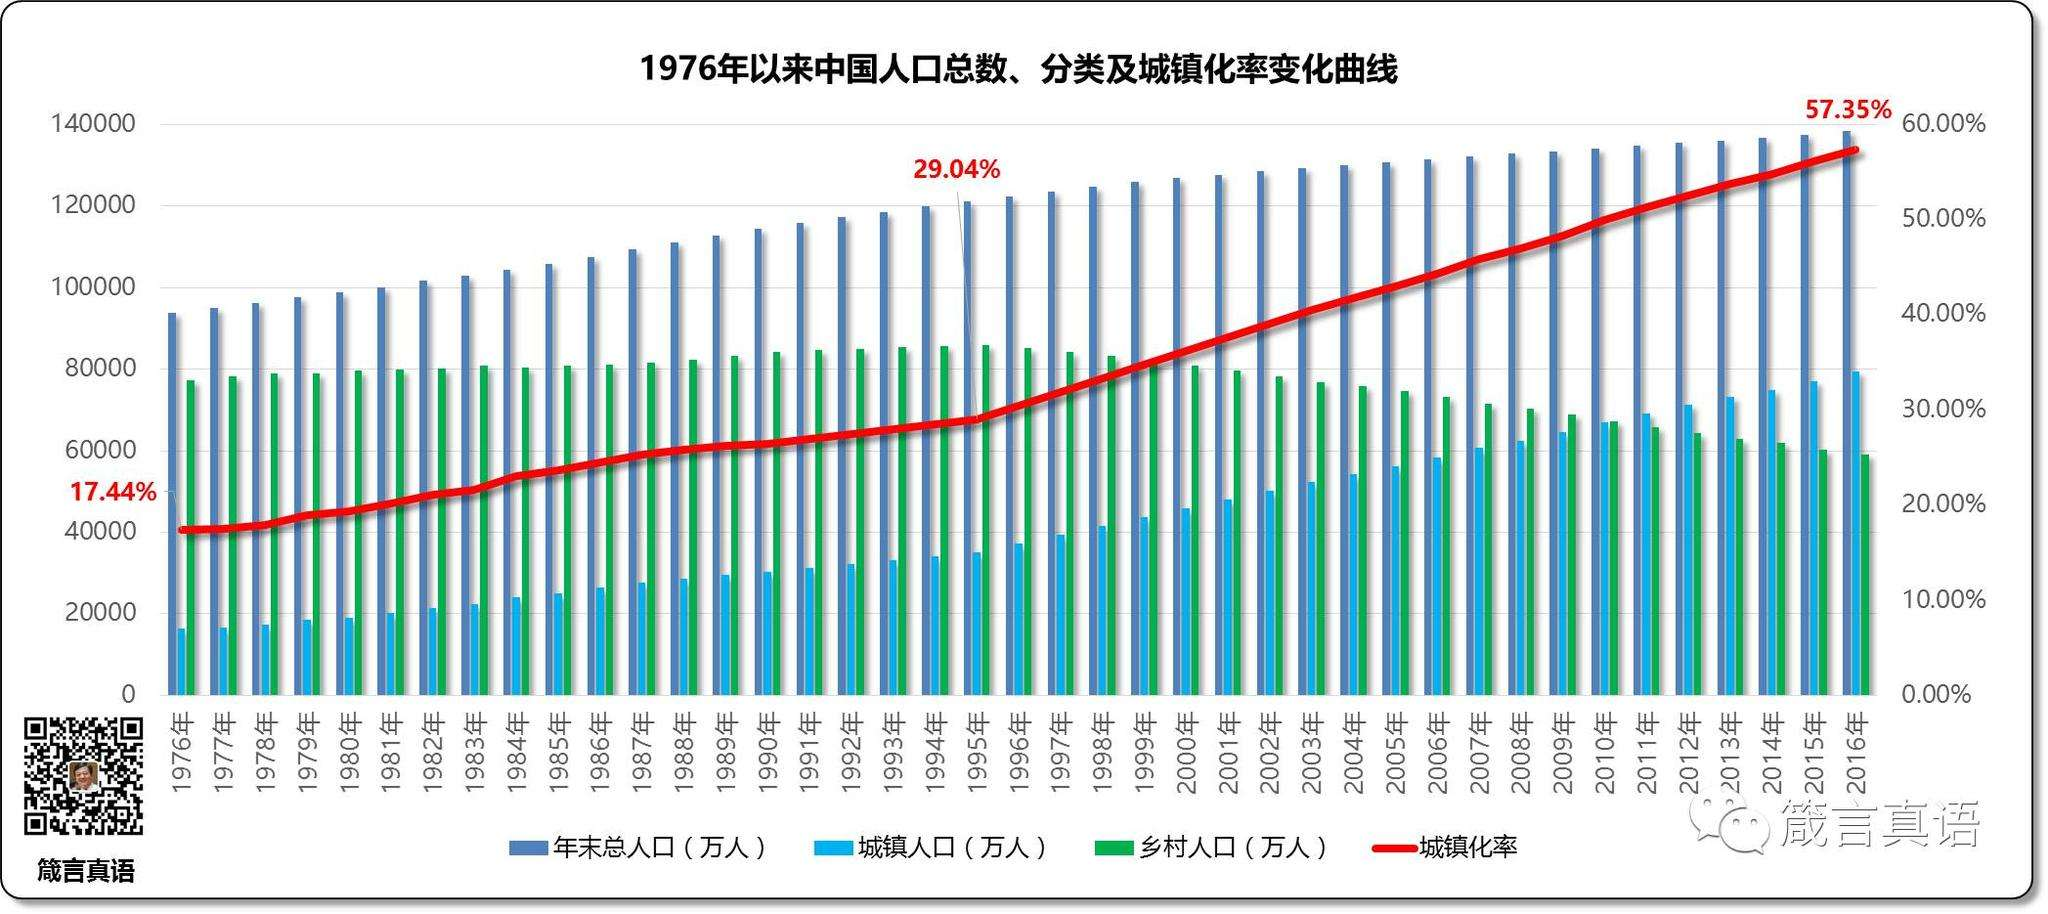 1976年以来中国人口总数、分类及城镇化率变化曲线
140000
120000
100000
80000
60000
40000
20000
0
60.00%
50.00%
40.00%
30.00%
20.00%
10.00%
0.00%
17.44%
29.04%
57.35%
1976年
1977年
1978年
1979年
1980年
1981年
1982年
1983年
1984年
1985年
1986年
1987年
1988年
1989年
1990年
1991年
1992年
1993年
1994年
1995年
1996年
1997年
1998年
1999年
2000年
2001年
2002年
2003年
2004年
2005年
2006年
2007年
2008年
2009年
2010年
2011年
2012年
2013年
2014年
2015年
2016年
年末总人口（万人） 城镇人口（万人） 乡村人口（万人） 城镇化率
箴言真语
箴言真语